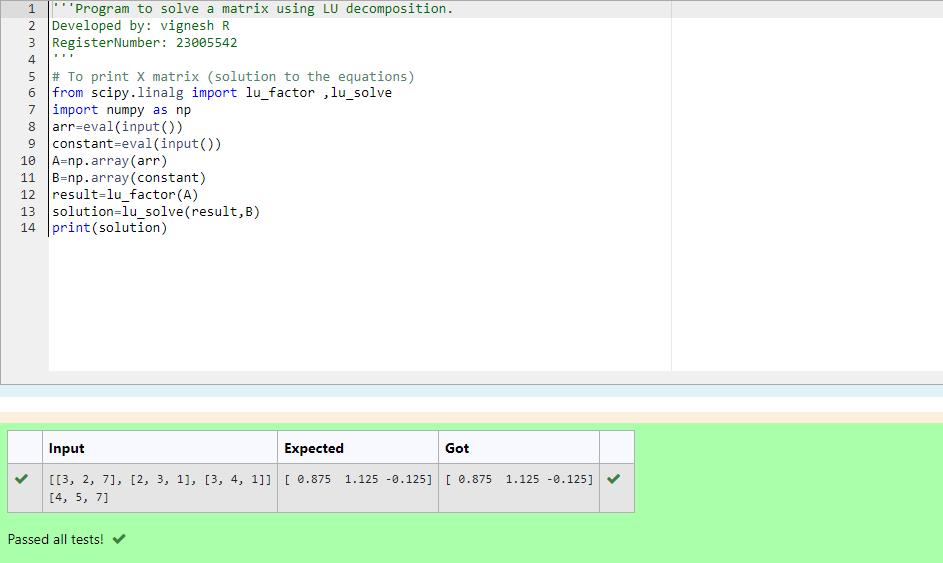 1 '''Program to solve a matrix using LU decomposition.
2 Developed by: vignesh R
3 RegisterNumber: 23005542
4 '''
5 # To print X matrix (solution to the equations)
6 from scipy.linalg import lu_factor ,lu_solve
7 import numpy as np
8 arr=eval(input())
9 constant=eval(input())
10 A=np.array(arr)
11 B=np.array(constant)
12 result=lu_factor(A)
13 solution=lu_solve(result,B)
14 print(solution)
Input Expected Got
[[3, 2, 7], [2, 3, 1], [3, 4, 1]] [ 0.875  1.125 -0.125] [ 0.875  1.125 -0.125]
[4, 5, 7]
Passed all tests!